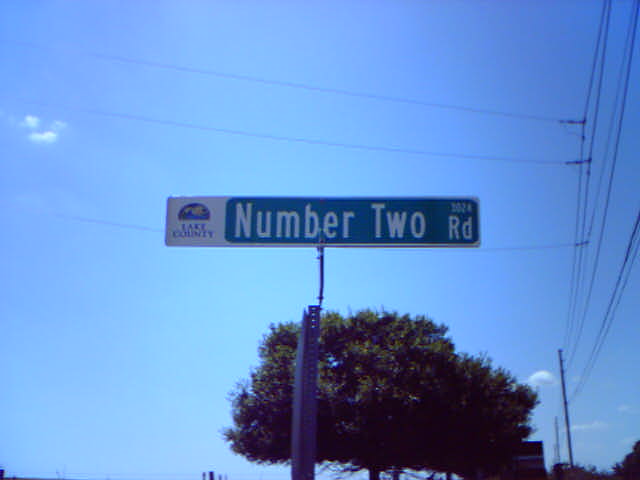 LAKE
COUNTY
Number Two Rd
3024